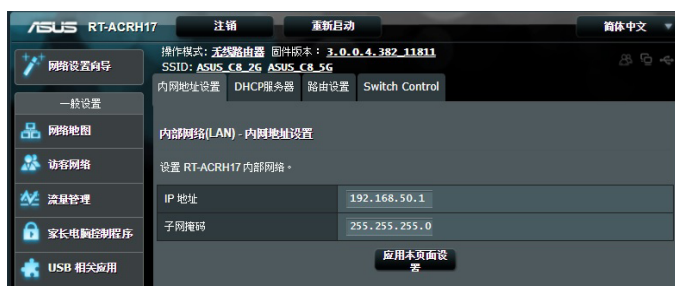 ASUS RT-ACRH17 注销 重新启动 简体中文
操作模式: 无线路由器 固件版本: 3.0.0.4.382_11811
SSID: ASUS_C8_2G ASUS_C8_5G
网络设置向导
内网地址设置 DHCP服务器 路由设置 Switch Control
一般设置
网络地图
访客网络
流量管理
家长电脑控制程序
USB 相关应用
内部网络(LAN) - 内网地址设置
设置 RT-ACRH17 内部网络。
IP 地址 192.168.50.1
子网掩码 255.255.255.0
应用本页面设
置